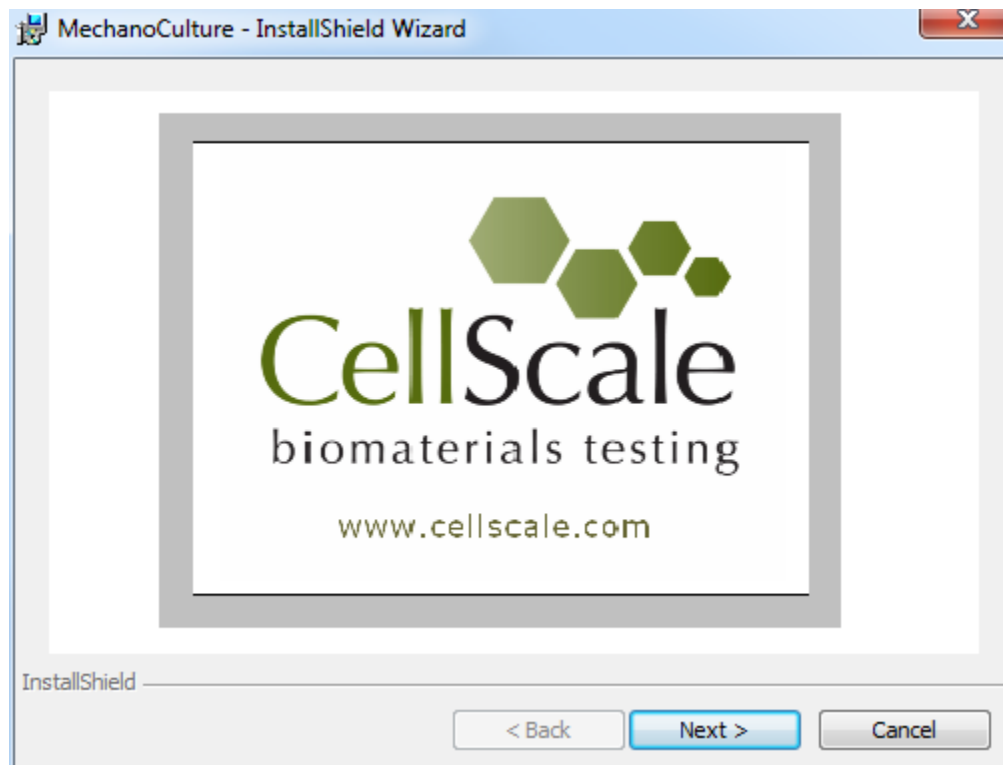 MechanoCulture - InstallShield Wizard
CellScale
biomaterials testing
www.cellscale.com
InstallShield
< Back Next > Cancel